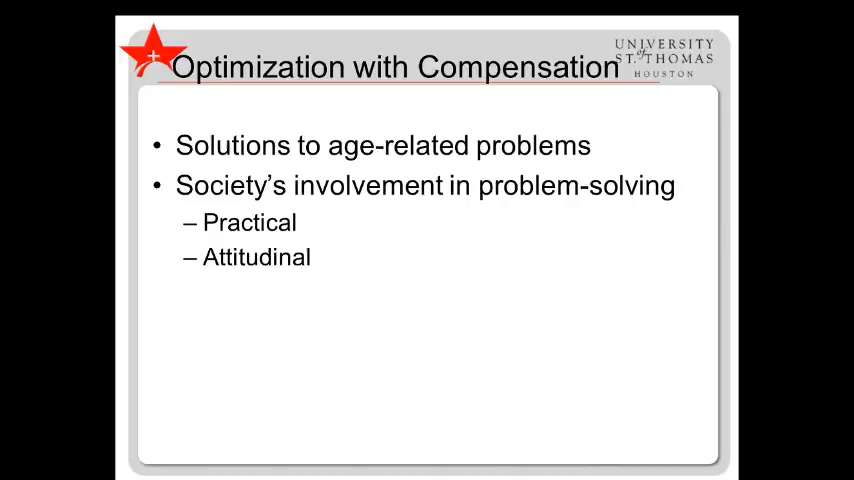 Optimization with Compensation
UNIVERSITY
of
ST. THOMAS
HOUSTON
• Solutions to age-related problems
• Society's involvement in problem-solving
– Practical
– Attitudinal